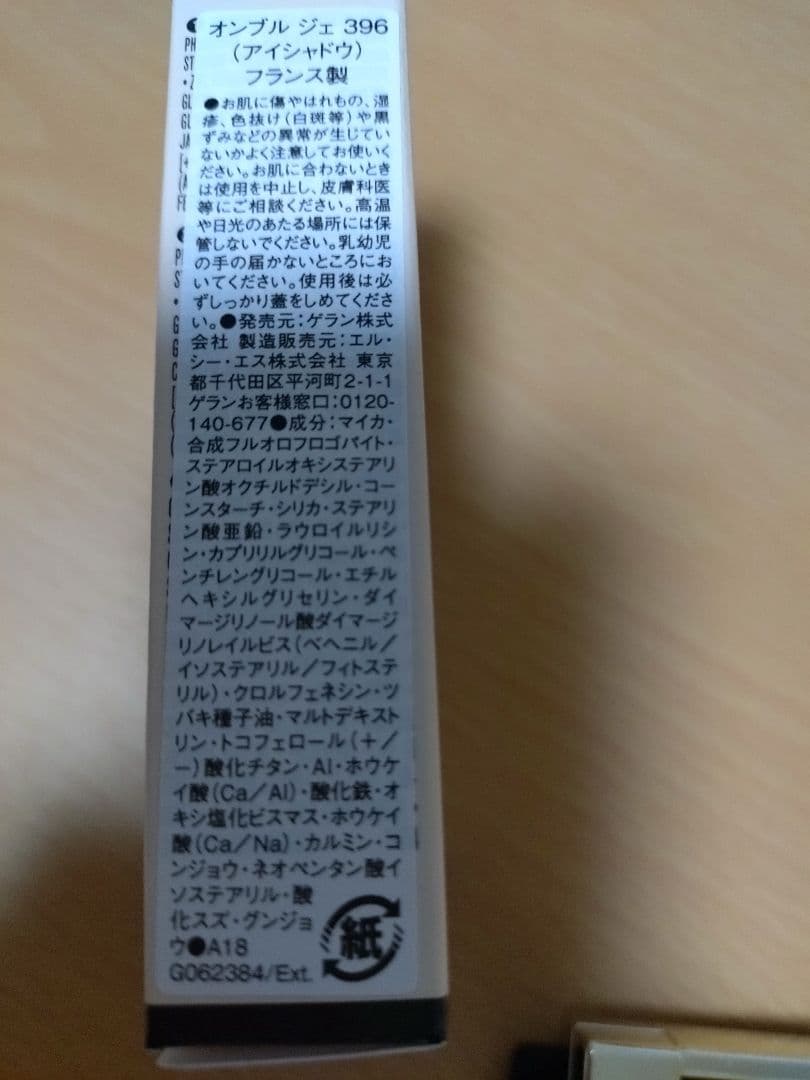 オンブル ジェ 396
(アイシャドウ)
フランス製
●お肌に傷やはれもの、湿
疹、色抜け(白斑等)や黒
ずみなどの異常が生じてい
ないかよく注意してお使いく
ださい。お肌に合わないとき
は使用を中止し、皮膚科医
等にご相談ください。高温
や日光のあたる場所には保
管しないでください。乳幼児
の手の届かないところにお
いてください。使用後は必
ずしっかり蓋をしめてくださ
い。●発売元:ゲラン株式
会社 製造販売元:エル・
シー・エス株式会社 東京
都千代田区平河町2-1-1
ゲランお客様窓口:0120-
140-677●成分:マイカ・
合成フルオロフロゴパイト・
ステアロイルオキシステアリ
ン酸オクチルドデシル・コー
ンスターチ・シリカ・ステアリ
ン酸亜鉛・ラウロイルリシ
ン・カプリリルグリコール・ペ
ンチレングリコール・エチル
ヘキシルグリセリン・ダイ
マージリノール酸ダイマージ
リノレイルビス(ベヘニル/
イソステアリル/フィトステ
リル)・クロルフェネシン・ツ
バキ種子油・マルトデキスト
リン・トコフェロール(+/
-)酸化チタン・Al・ホウケ
イ酸(Ca/Al)・酸化鉄・オ
キシ塩化ビスマス・ホウケイ
酸(Ca/Na)・カルミン・コ
ンジョウ・ネオペンタン酸イ
ソステアリル・酸
化スズ・グンジョ
ウ●A18
G062384/Ext.
紙